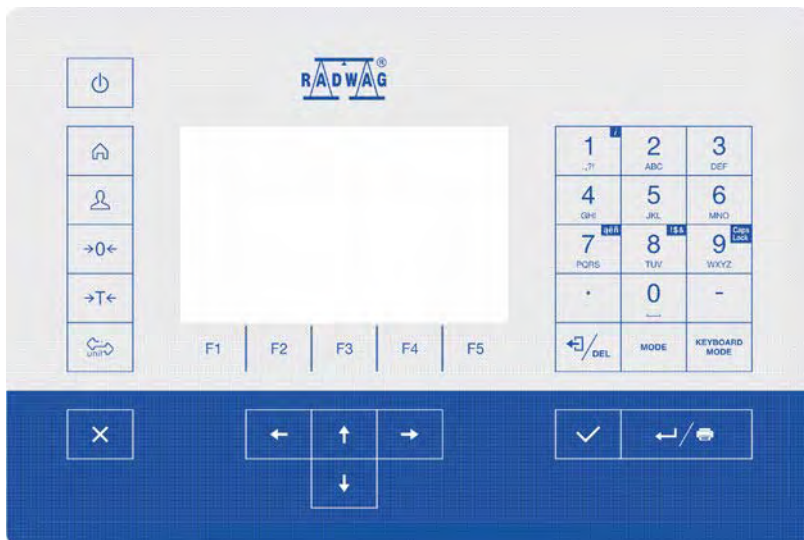 RADWAG®
1 i
.,?!
2
ABC
3
DEF
4
GHI
5
JKL
6
MNO
7 ąëñ
PQRS
8 !$&
TUV
9 Caps Lock
WXYZ
→0←
→T←
.
0
-
unit
F1 F2 F3 F4 F5
/DEL
MODE
KEYBOARD
MODE